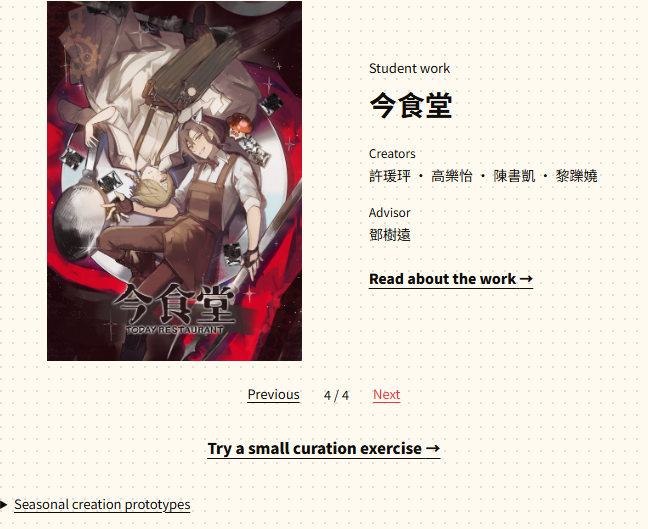 今食堂
TODAY RESTAURANT
Student work
今食堂
Creators
許瑗玶 · 高樂怡 · 陳書凱 · 黎躒嬈
Advisor
鄧樹遠
Read about the work →
Previous 4 / 4 Next
Try a small curation exercise →
Seasonal creation prototypes